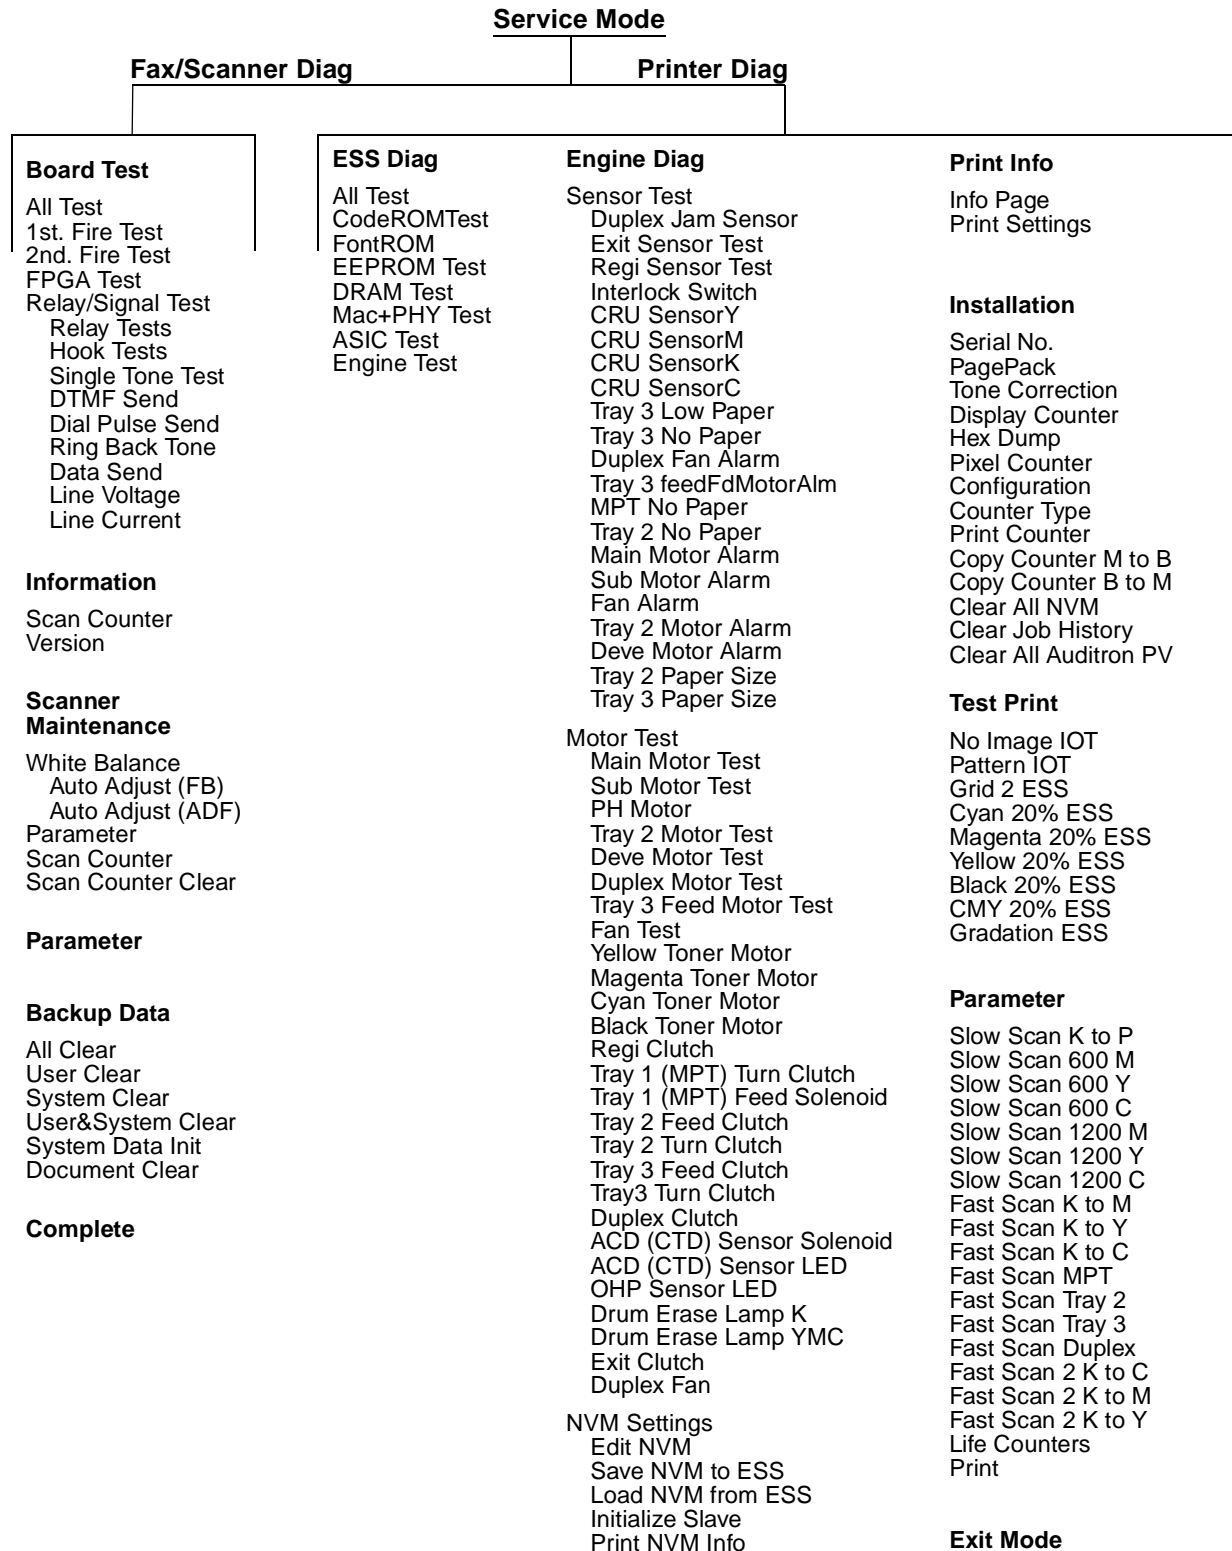 Service Mode
Fax/Scanner Diag
Printer Diag
Board Test
All Test
1st. Fire Test
2nd. Fire Test
FPGA Test
Relay/Signal Test
Relay Tests
Hook Tests
Single Tone Test
DTMF Send
Dial Pulse Send
Ring Back Tone
Data Send
Line Voltage
Line Current
Information
Scan Counter
Version
Scanner
Maintenance
White Balance
Auto Adjust (FB)
Auto Adjust (ADF)
Parameter
Scan Counter
Scan Counter Clear
Parameter
Backup Data
All Clear
User Clear
System Clear
User&System Clear
System Data Init
Document Clear
Complete
ESS Diag
All Test
CodeROMTest
FontROM
EEPROM Test
DRAM Test
Mac+PHY Test
ASIC Test
Engine Test
Engine Diag
Sensor Test
Duplex Jam Sensor
Exit Sensor Test
Regi Sensor Test
Interlock Switch
CRU SensorY
CRU SensorM
CRU SensorK
CRU SensorC
Tray 3 Low Paper
Tray 3 No Paper
Duplex Fan Alarm
Tray 3 feedFdMotorAlm
MPT No Paper
Tray 2 No Paper
Main Motor Alarm
Sub Motor Alarm
Fan Alarm
Tray 2 Motor Alarm
Deve Motor Alarm
Tray 2 Paper Size
Tray 3 Paper Size
Motor Test
Main Motor Test
Sub Motor Test
PH Motor
Tray 2 Motor Test
Deve Motor Test
Duplex Motor Test
Tray 3 Feed Motor Test
Fan Test
Yellow Toner Motor
Magenta Toner Motor
Cyan Toner Motor
Black Toner Motor
Regi Clutch
Tray 1 (MPT) Turn Clutch
Tray 1 (MPT) Feed Solenoid
Tray 2 Feed Clutch
Tray 2 Turn Clutch
Tray 3 Feed Clutch
Tray3 Turn Clutch
Duplex Clutch
ACD (CTD) Sensor Solenoid
ACD (CTD) Sensor LED
OHP Sensor LED
Drum Erase Lamp K
Drum Erase Lamp YMC
Exit Clutch
Duplex Fan
NVM Settings
Edit NVM
Save NVM to ESS
Load NVM from ESS
Initialize Slave
Print NVM Info
Print Info
Info Page
Print Settings
Installation
Serial No.
PagePack
Tone Correction
Display Counter
Hex Dump
Pixel Counter
Configuration
Counter Type
Print Counter
Copy Counter M to B
Copy Counter B to M
Clear All NVM
Clear Job History
Clear All Auditron PV
Test Print
No Image IOT
Pattern IOT
Grid 2 ESS
Cyan 20% ESS
Magenta 20% ESS
Yellow 20% ESS
Black 20% ESS
CMY 20% ESS
Gradation ESS
Parameter
Slow Scan K to P
Slow Scan 600 M
Slow Scan 600 Y
Slow Scan 600 C
Slow Scan 1200 M
Slow Scan 1200 Y
Slow Scan 1200 C
Fast Scan K to M
Fast Scan K to Y
Fast Scan K to C
Fast Scan MPT
Fast Scan Tray 2
Fast Scan Tray 3
Fast Scan Duplex
Fast Scan 2 K to C
Fast Scan 2 K to M
Fast Scan 2 K to Y
Life Counters
Print
Exit Mode